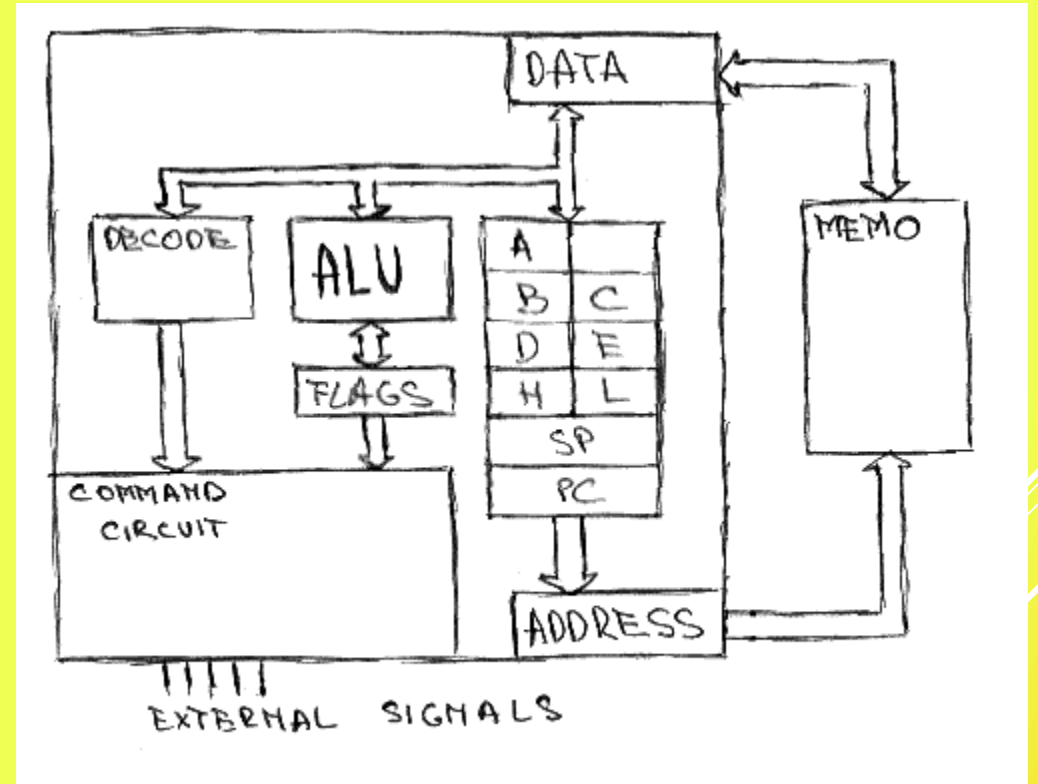 DATA
DECODE
ALU
A
B C
D E
H L
SP
PC
MEMO
FLAGS
COMMAND
CIRCUIT
ADDRESS
EXTERNAL SIGNALS